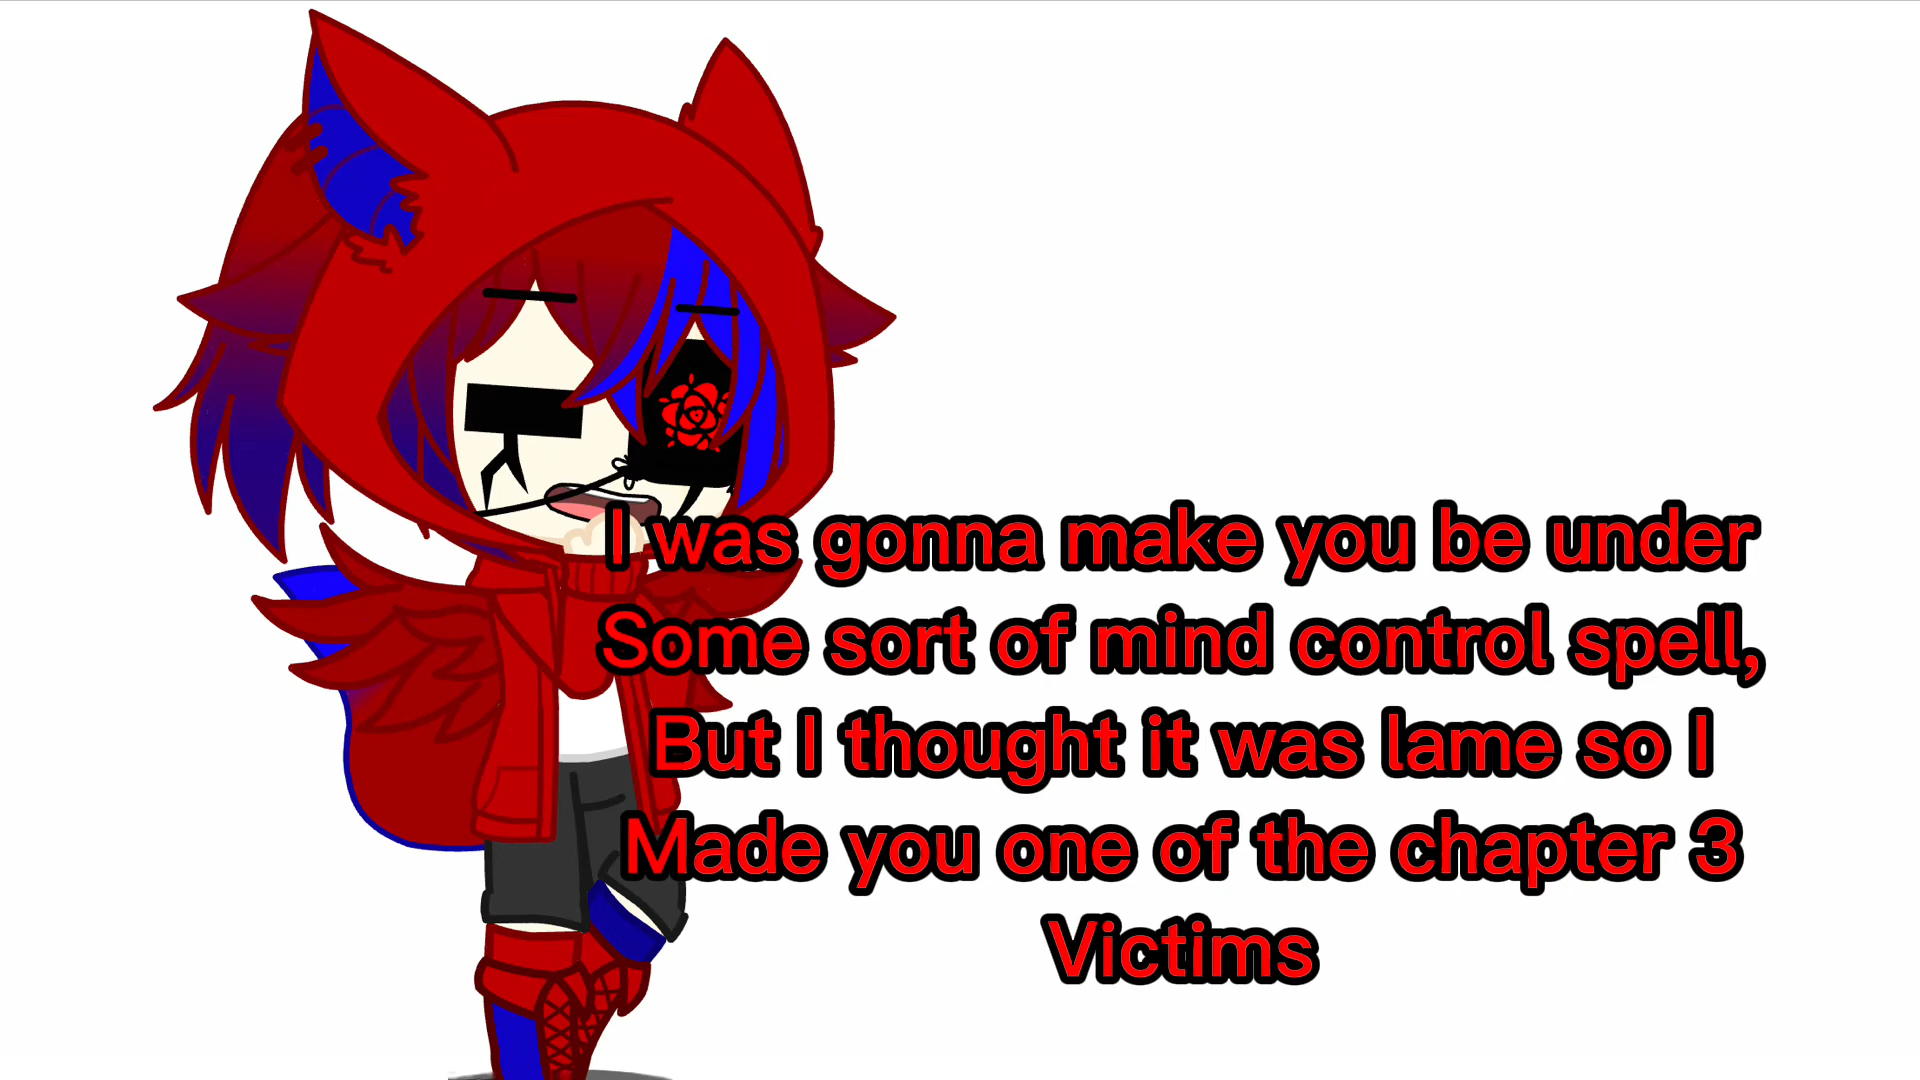 I was gonna make you be under
Some sort of mind control spell,
But I thought it was lame so I
Made you one of the chapter 3
Victims